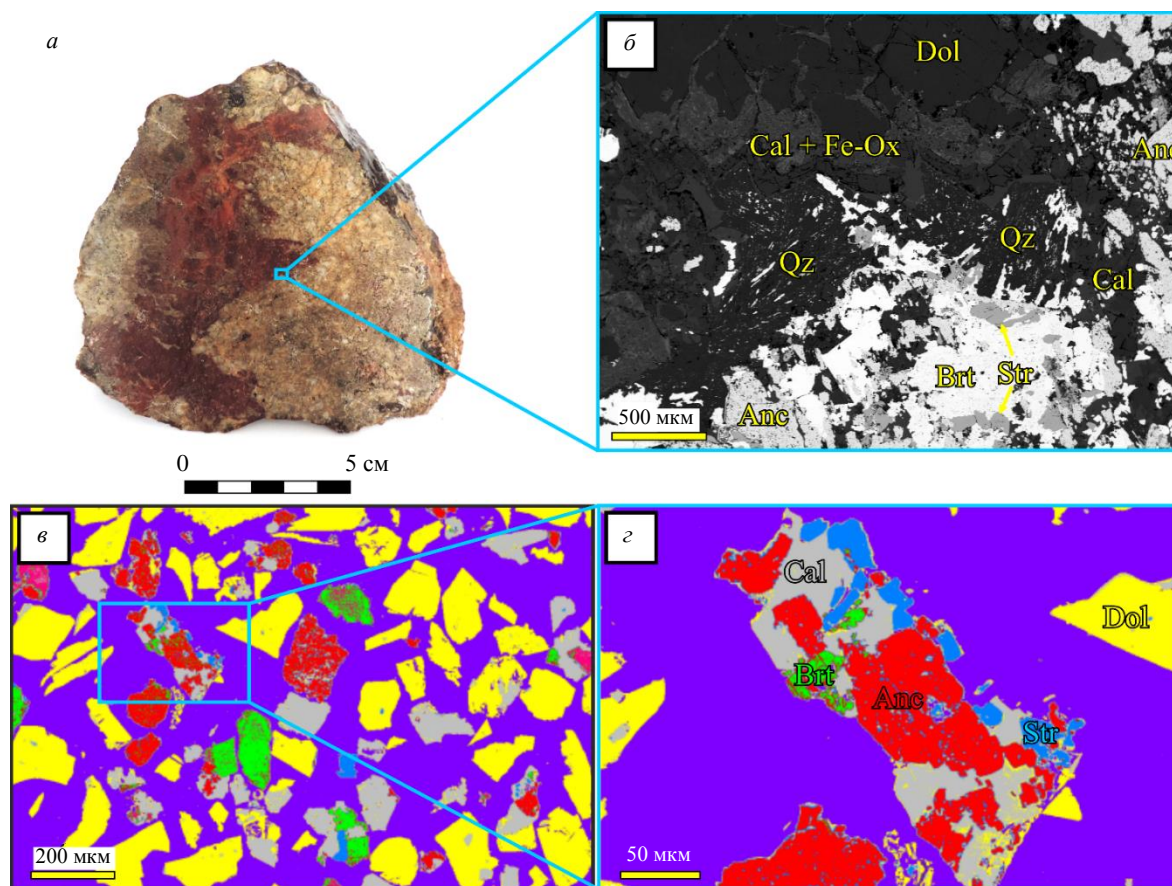 а
б
Dol
Cal + Fe-Ox
Anc
Qz
Qz
Cal
Brt
Str
Anc
500 мкм
0
5 см
в
г
Cal
Dol
Brt
Anc
Str
200 мкм
50 мкм